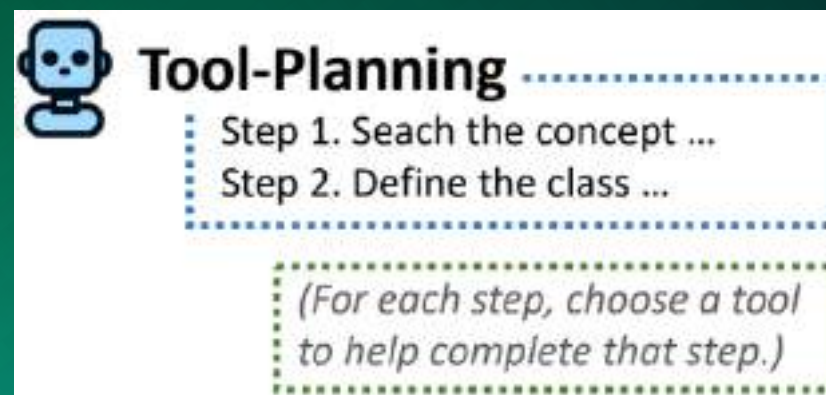 Tool-Planning
Step 1. Seach the concept ...
Step 2. Define the class ...
(For each step, choose a tool
to help complete that step.)